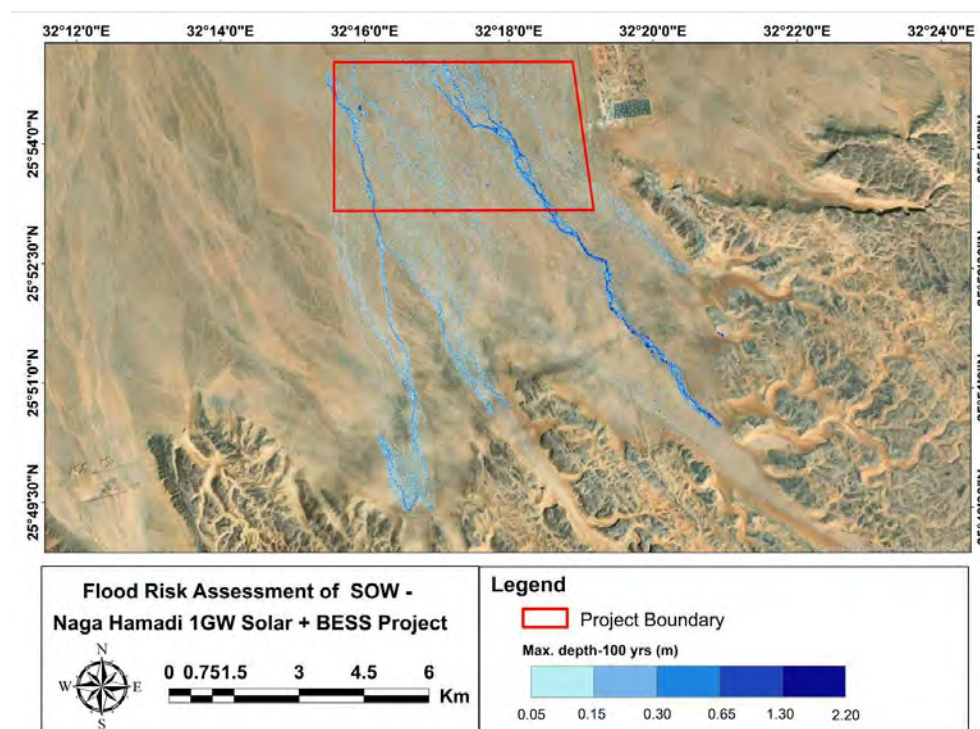 32°12'0"E 32°14'0"E 32°16'0"E 32°18'0"E 32°20'0"E 32°22'0"E 32°24'0"E
25°54'0"N
25°52'30"N
25°51'0"N
25°49'30"N
Flood Risk Assessment of SOW -
Naga Hamadi 1GW Solar + BESS Project
N
W E
S
0 0.75 1.5 3 4.5 6
Km
Legend
Project Boundary
Max. depth-100 yrs (m)
0.05 0.15 0.30 0.65 1.30 2.20